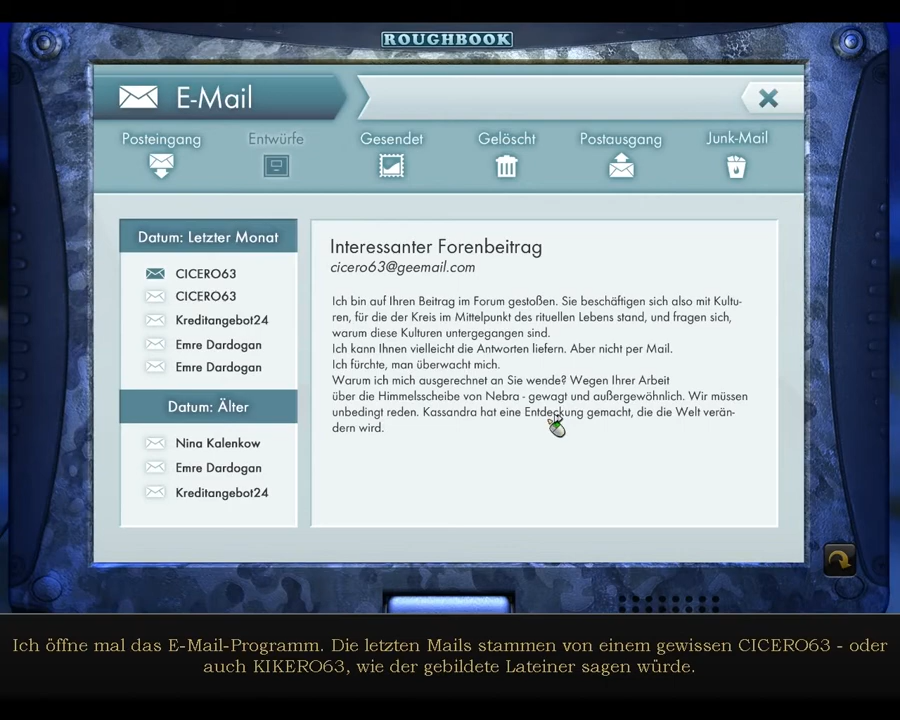 ROUGHBOOK
E-Mail
Posteingang
Entwürfe
Gesendet
Gelöscht
Postausgang
Junk-Mail
Datum: Letzter Monat
CICERO63
CICERO63
Kreditangebot24
Emre Dardogan
Emre Dardogan
Datum: Älter
Nina Kalenkow
Emre Dardogan
Kreditangebot24
Interessanter Forenbeitrag
cicero63@geemail.com
Ich bin auf Ihren Beitrag im Forum gestoßen. Sie beschäftigen sich also mit Kultu-
ren, für die der Kreis im Mittelpunkt des rituellen Lebens stand, und fragen sich,
warum diese Kulturen untergegangen sind.
Ich kann Ihnen vielleicht die Antworten liefern. Aber nicht per Mail.
Ich fürchte, man überwacht mich.
Warum ich mich ausgerechnet an Sie wende? Wegen Ihrer Arbeit
über die Himmelsscheibe von Nebra - gewagt und außergewöhnlich. Wir müssen
unbedingt reden. Kassandra hat eine Entdeckung gemacht, die die Welt verän-
dern wird.
Ich öffne mal das E-Mail-Programm. Die letzten Mails stammen von einem gewissen CICERO63 - oder
auch KIKERO63, wie der gebildete Lateiner sagen würde.